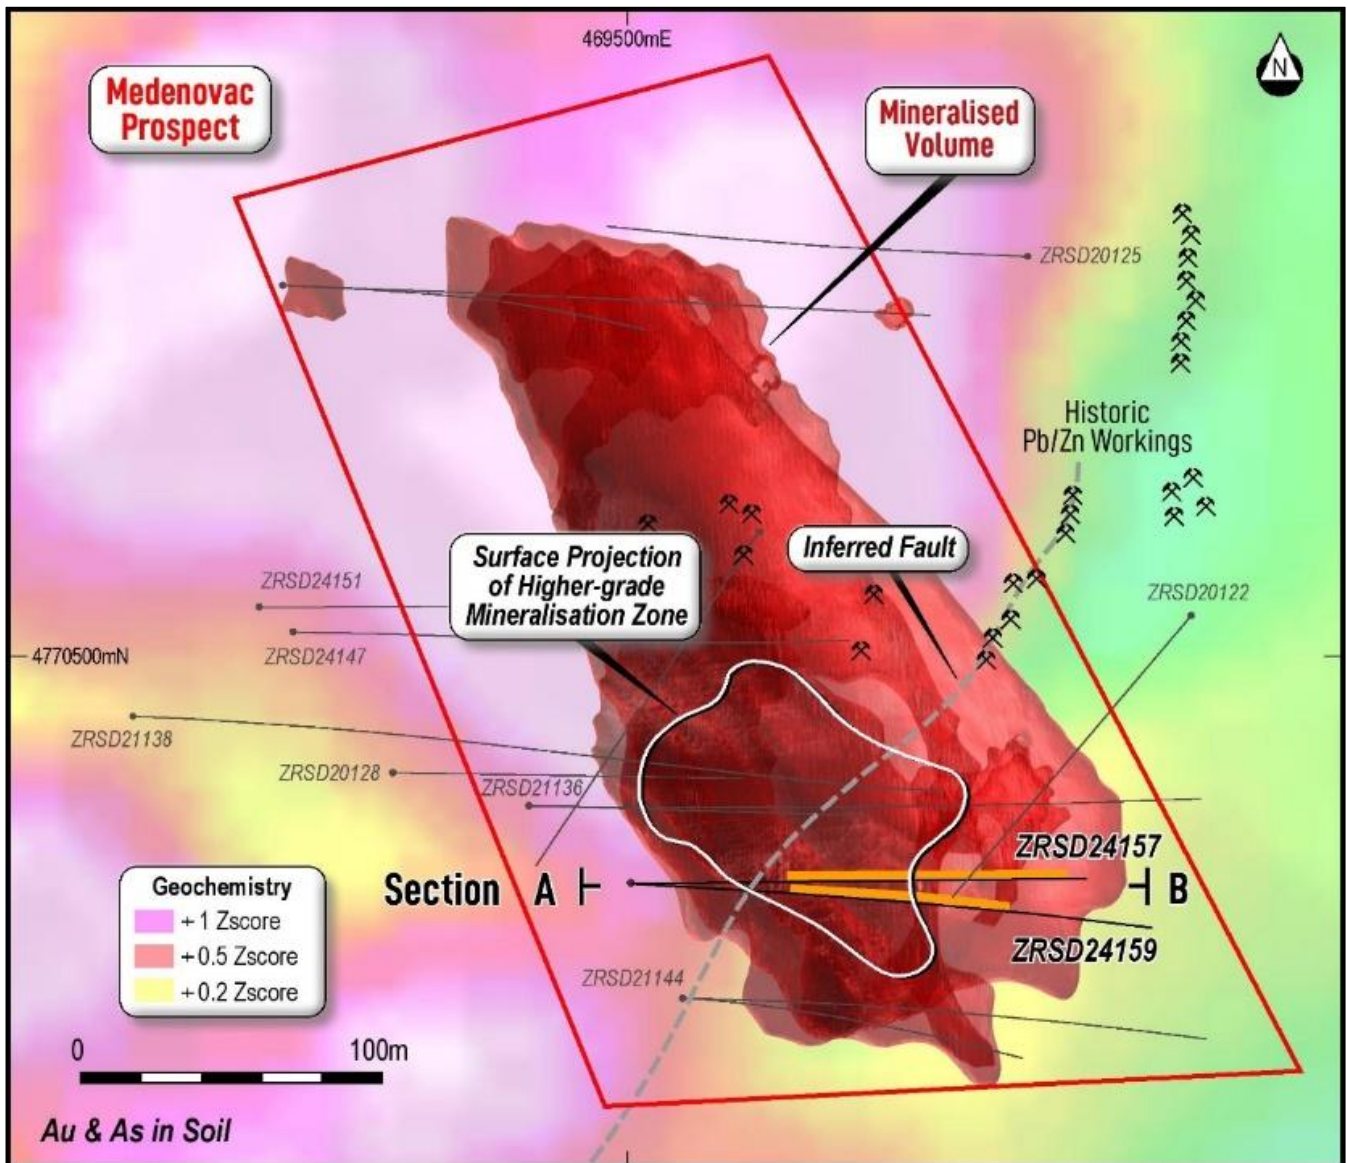 469500mE
N
Medenovac
Prospect
Mineralised
Volume
ZRSD20125
Historic
Pb/Zn Workings
Surface Projection
of Higher-grade
Mineralisation Zone
Inferred Fault
ZRSD24151
ZRSD20122
4770500mN
ZRSD24147
ZRSD21138
ZRSD20128
ZRSD21136
ZRSD24157
Section A B
ZRSD24159
Geochemistry
+ 1 Zscore
+ 0.5 Zscore
+ 0.2 Zscore
ZRSD21144
0 100m
Au & As in Soil